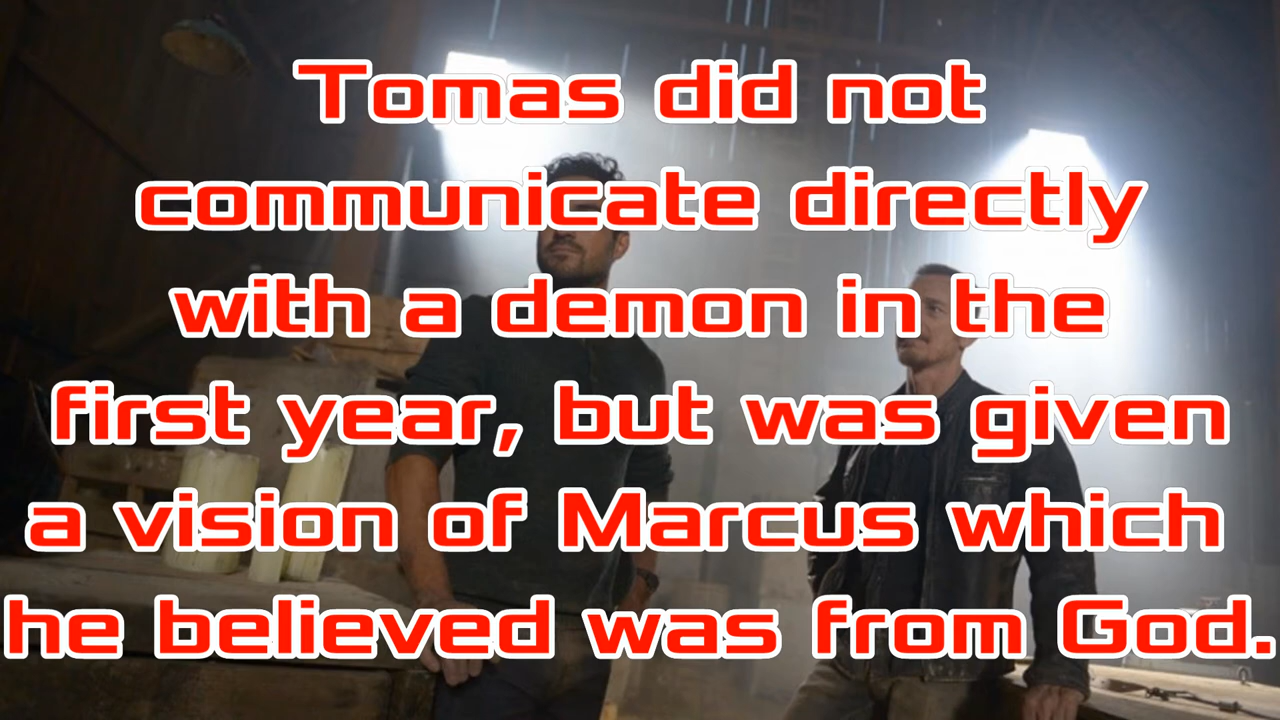 Tomas did not
communicate directly
with a demon in the
first year, but was given
a vision of Marcus which
he believed was from God.